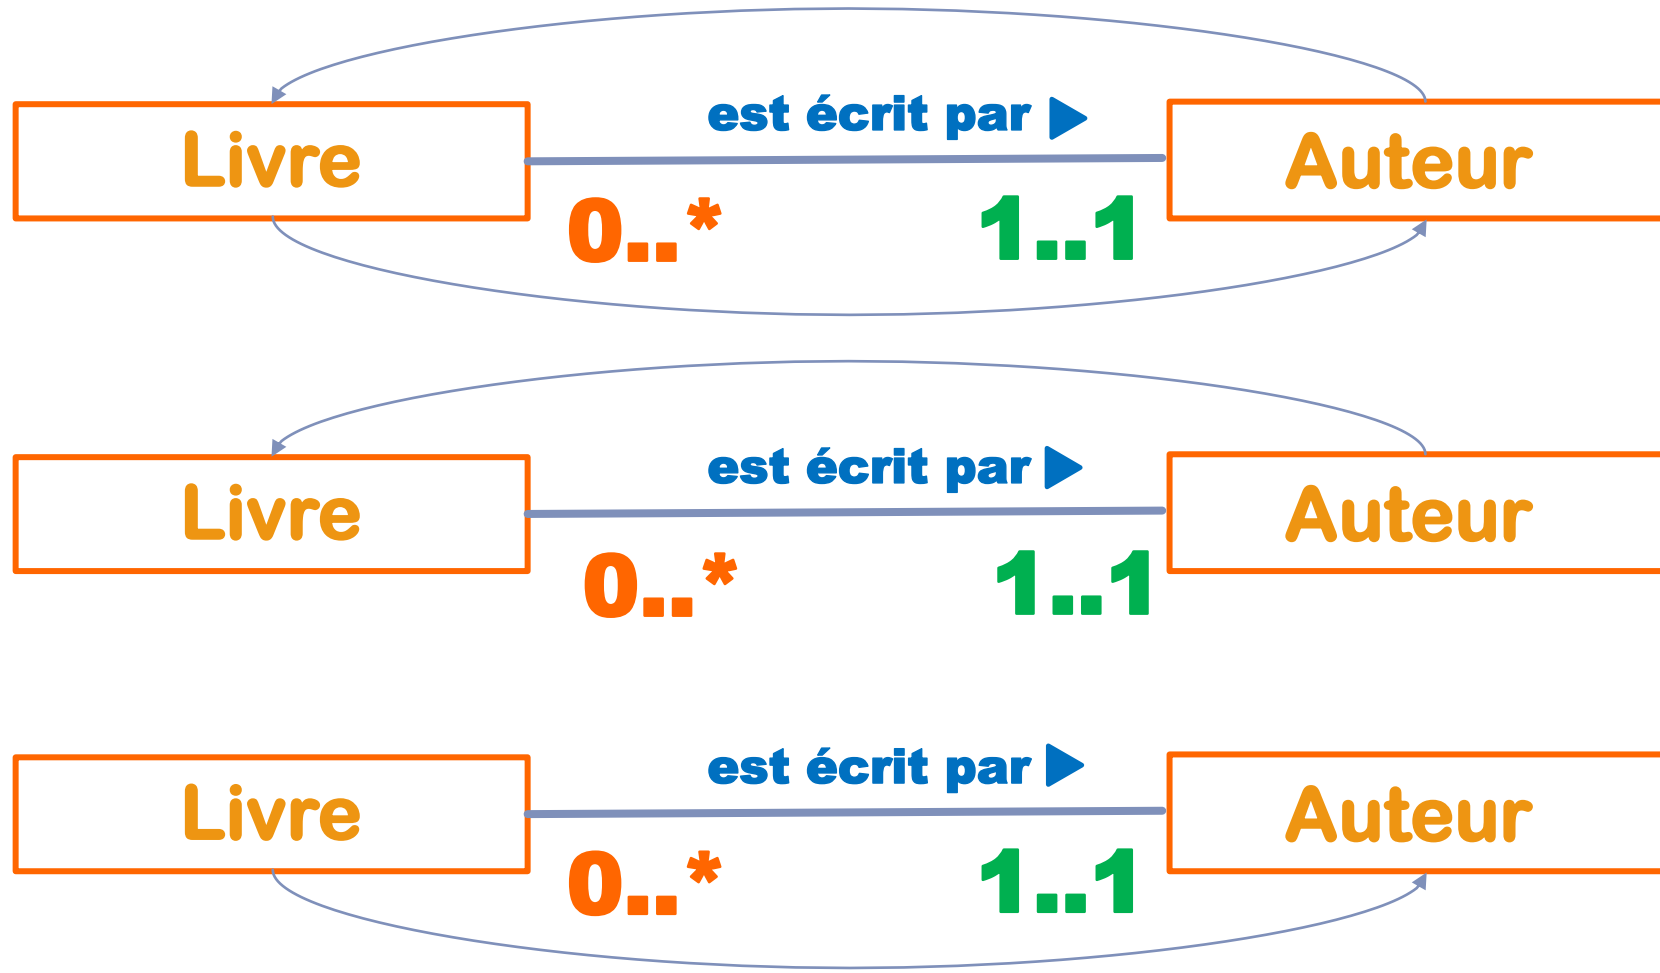 est écrit par
Livre
Auteur
0..*
1..1
est écrit par
Livre
Auteur
0..*
1..1
est écrit par
Livre
Auteur
0..*
1..1